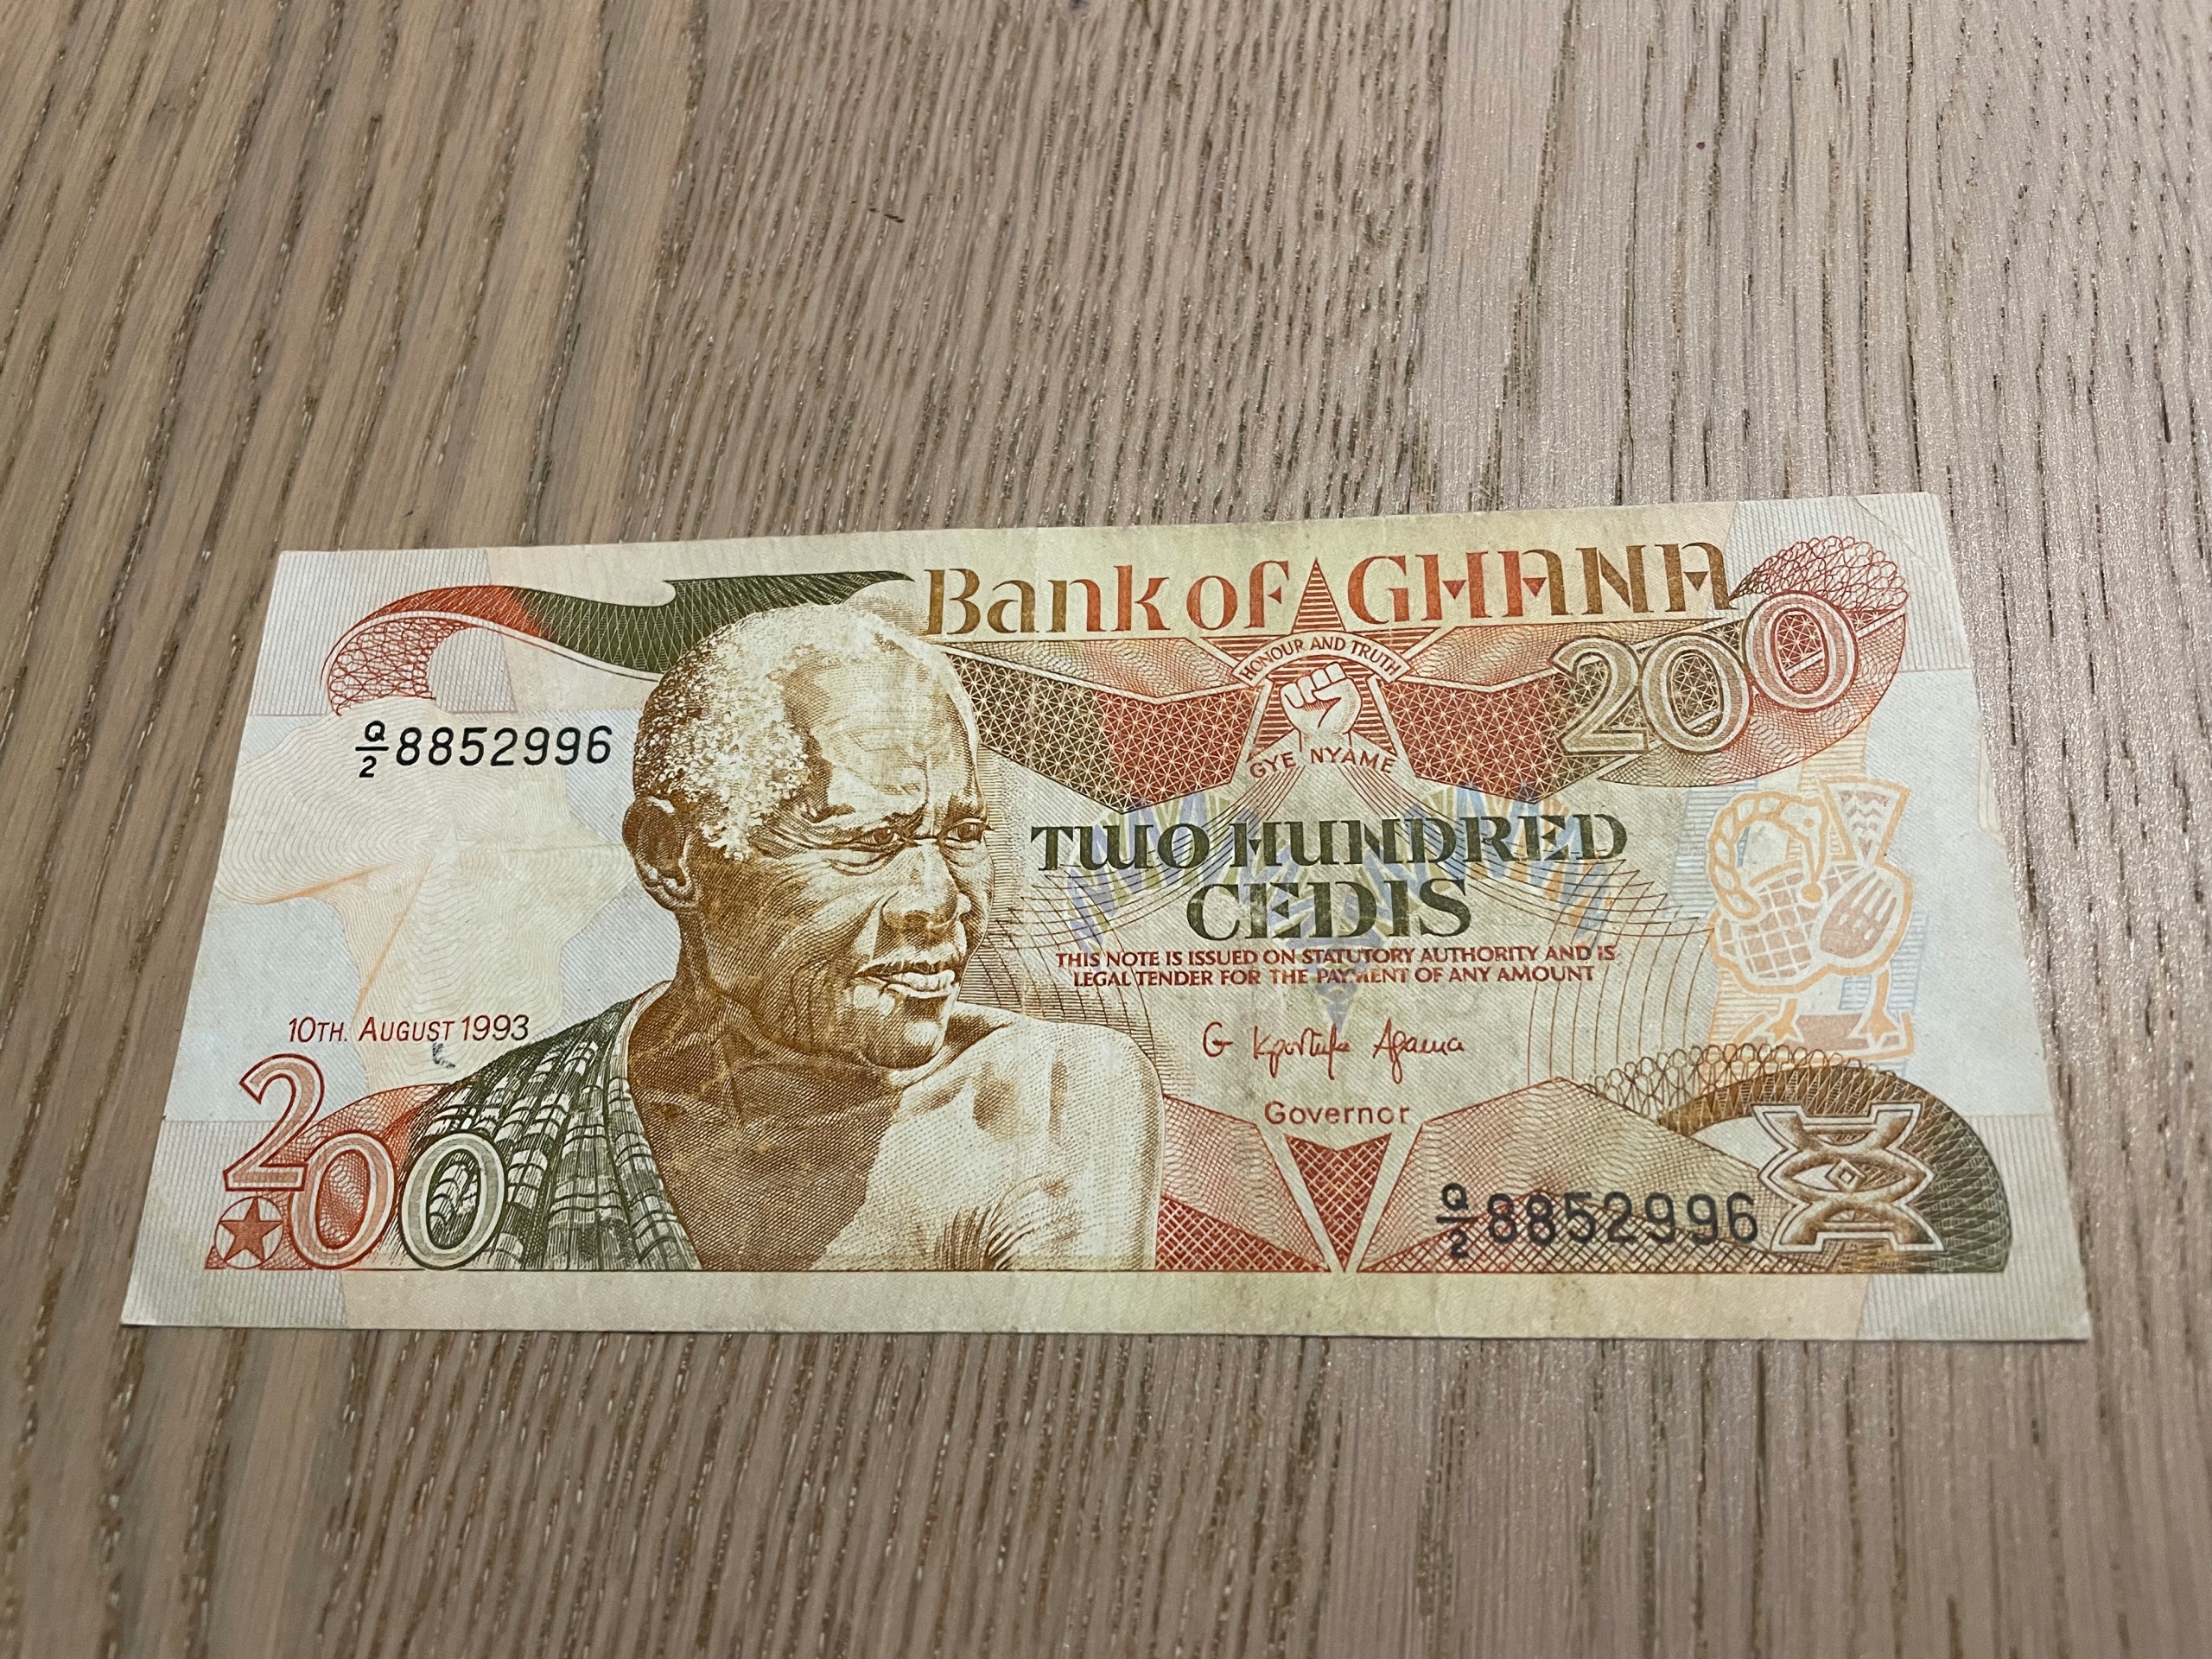 Bank of GHANA
HONOUR AND TRUTH
200
GYE NYAME
Q/2 8852996
TWO HUNDRED
CEDIS
THIS NOTE IS ISSUED ON STATUTORY AUTHORITY AND IS
LEGAL TENDER FOR THE PAYMENT OF ANY AMOUNT
10TH. AUGUST 1993
G Agama
Governor
200
Q/2 8852996